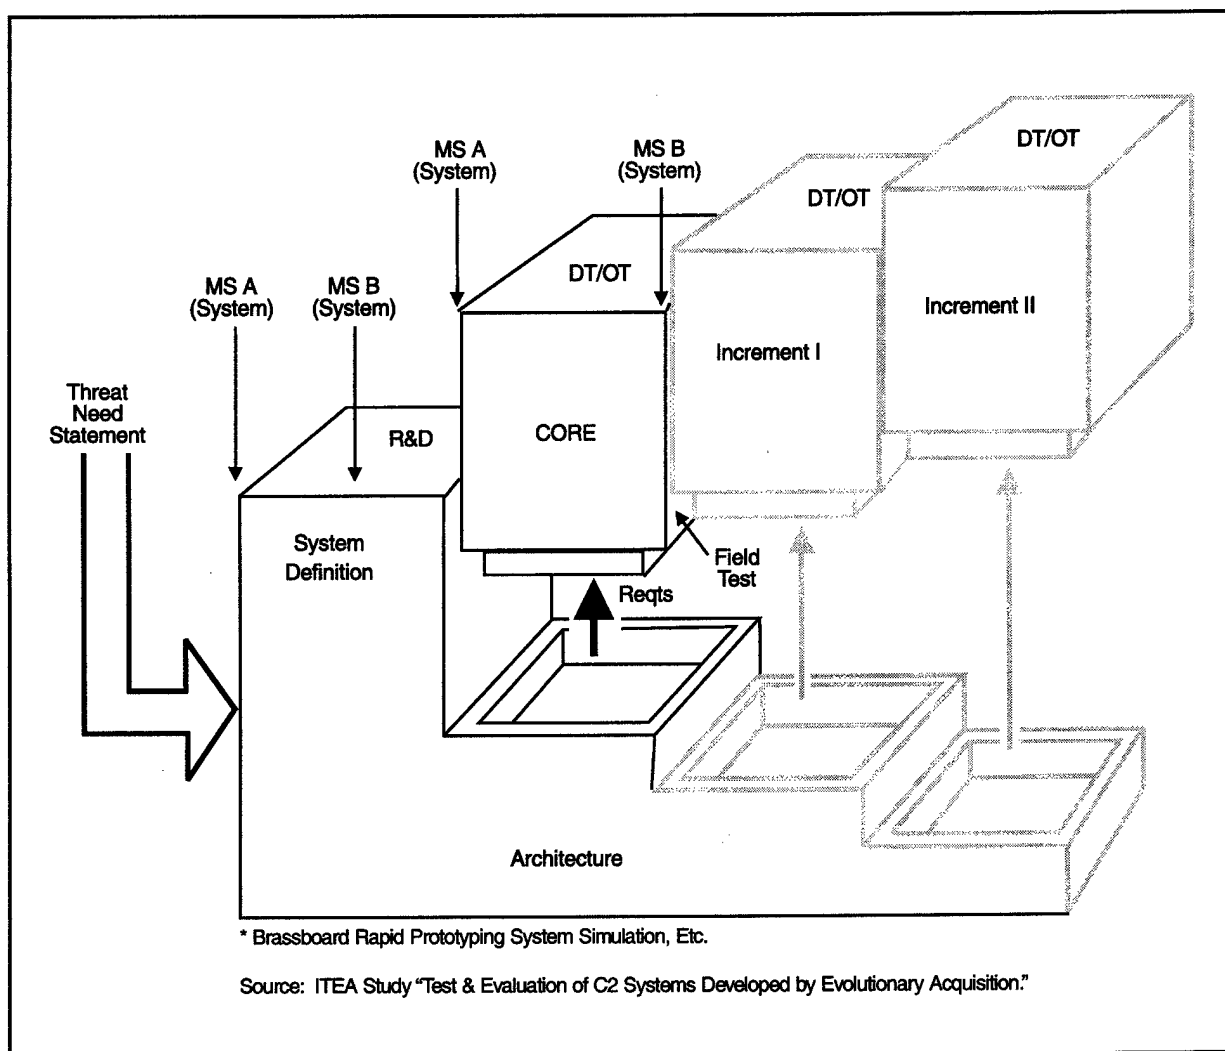 DT/OT
MS A
(System)
MS B
(System)
DT/OT
DT/OT
MS A
(System)
MS B
(System)
Increment II
Increment I
Threat
Need
Statement
R&D
CORE
System
Definition
Field
Test
Reqts
Architecture
* Brassboard Rapid Prototyping System Simulation, Etc.
Source: ITEA Study “Test & Evaluation of C2 Systems Developed by Evolutionary Acquisition.”